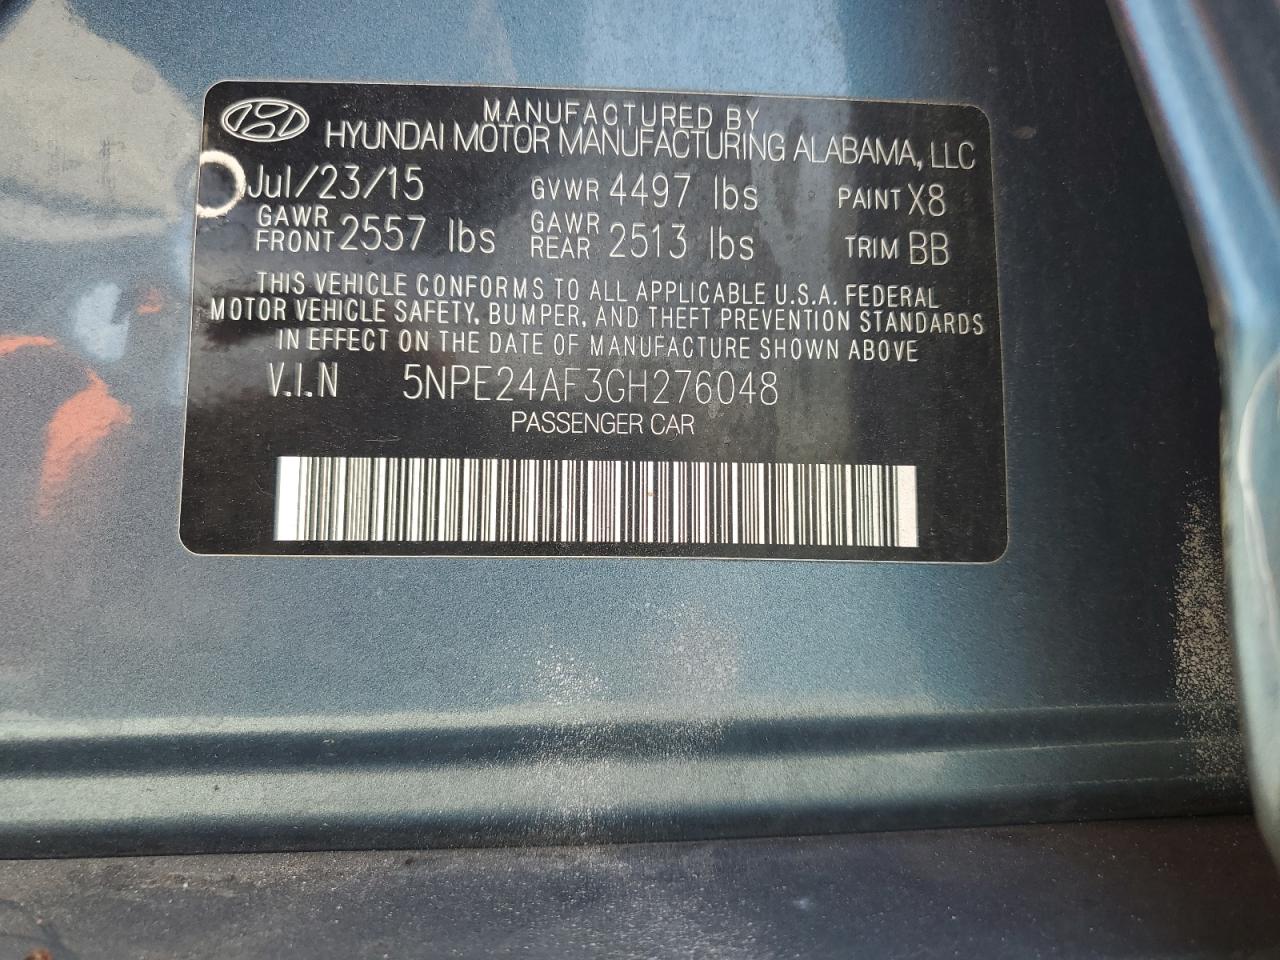 MANUFACTURED BY
HYUNDAI MOTOR MANUFACTURING ALABAMA, LLC
Jul/23/15 GVWR 4497 lbs PAINT X8
GAWR FRONT 2557 lbs GAWR REAR 2513 lbs TRIM BB
THIS VEHICLE CONFORMS TO ALL APPLICABLE U.S.A. FEDERAL
MOTOR VEHICLE SAFETY, BUMPER, AND THEFT PREVENTION STANDARDS
IN EFFECT ON THE DATE OF MANUFACTURE SHOWN ABOVE
V.I.N 5NPE24AF3GH276048
PASSENGER CAR